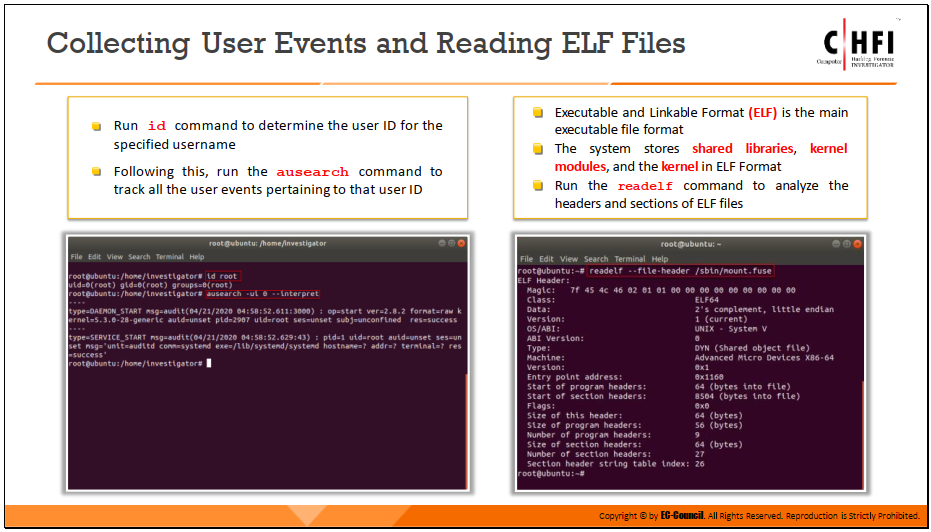 Collecting User Events and Reading ELF Files
CHFI
Computer Hacking Forensic
INVESTIGATOR
Run id command to determine the user ID for the
specified username
Following this, run the ausearch command to
track all the user events pertaining to that user ID
Executable and Linkable Format (ELF) is the main
executable file format
The system stores shared libraries, kernel
modules, and the kernel in ELF Format
Run the readelf command to analyze the
headers and sections of ELF files
root@ubuntu: /home/investigator
File Edit View Search Terminal Help
root@ubuntu:/home/investigator# id root
uid=0(root) gid=0(root) groups=0(root)
root@ubuntu:/home/investigator# ausearch -ui 0 --interpret
----
type=DAEMON_START msg=audit(04/21/2020 04:58:52.611:3000) : op=start ver=2.8.2 format=raw k
ernel=5.3.0-28-generic auid=unset pid=2907 uid=root ses=unset subj=unconfined res=success
----
type=SERVICE_START msg=audit(04/21/2020 04:58:52.629:43) : pid=1 uid=root auid=unset ses=un
set msg='unit=auditd comm=systemd exe=/lib/systemd/systemd hostname=? addr=? terminal=? res
=success'
root@ubuntu:/home/investigator#
root@ubuntu: ~
File Edit View Search Terminal Help
root@ubuntu:~# readelf --file-header /sbin/mount.fuse
ELF Header:
Magic: 7f 45 4c 46 02 01 01 00 00 00 00 00 00 00 00 00
Class: ELF64
Data: 2's complement, little endian
Version: 1 (current)
OS/ABI: UNIX - System V
ABI Version: 0
Type: DYN (Shared object file)
Machine: Advanced Micro Devices X86-64
Version: 0x1
Entry point address: 0x1160
Start of program headers: 64 (bytes into file)
Start of section headers: 8504 (bytes into file)
Flags: 0x0
Size of this header: 64 (bytes)
Size of program headers: 56 (bytes)
Number of program headers: 9
Size of section headers: 64 (bytes)
Number of section headers: 27
Section header string table index: 26
root@ubuntu:~#
Copyright © by EC-Council. All Rights Reserved. Reproduction is Strictly Prohibited.